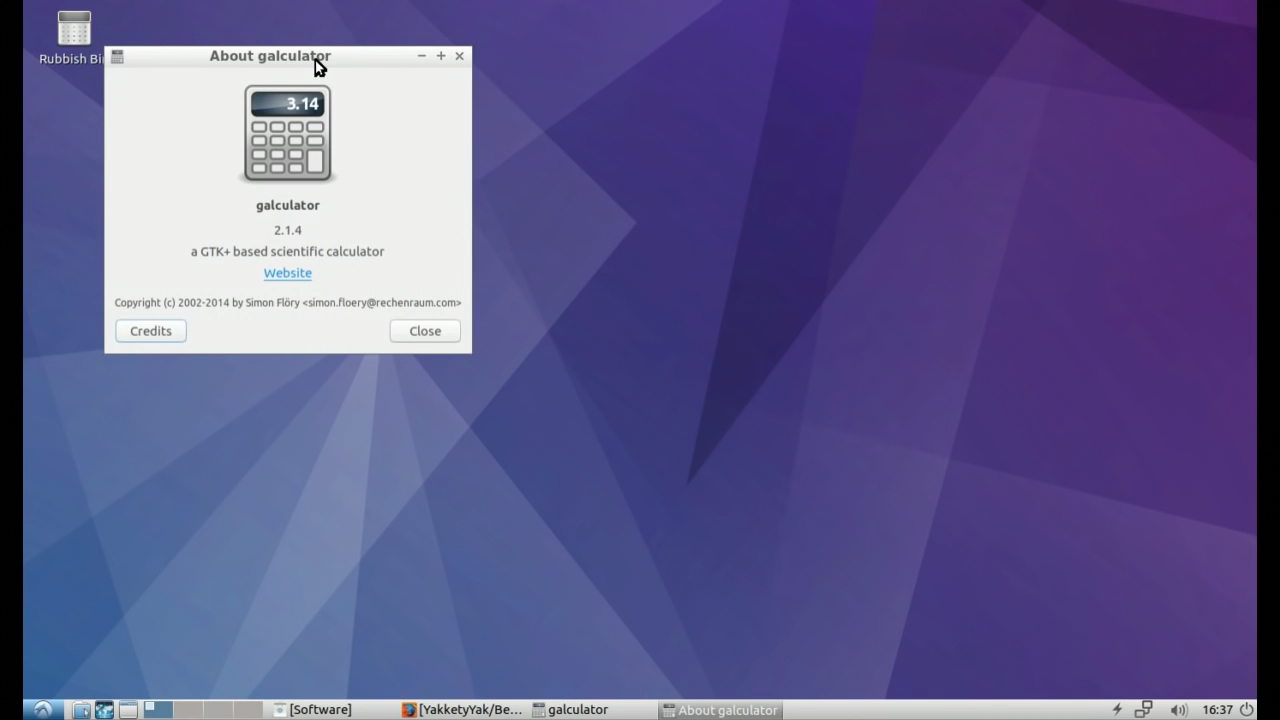 Rubbish Bi
About galculator
3.14
galculator
2.1.4
a GTK+ based scientific calculator
Website
Copyright (c) 2002-2014 by Simon Flöry <simon.floery@rechenraum.com>
Credits
Close
[Software]
[YakketyYak/Be...
galculator
About galculator
16:37